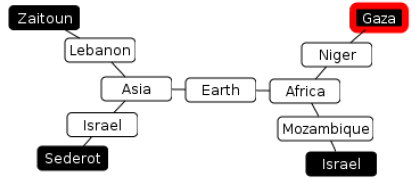 Zaitoun
Gaza
Lebanon
Niger
Asia
Earth
Africa
Israel
Mozambique
Sederot
Israel